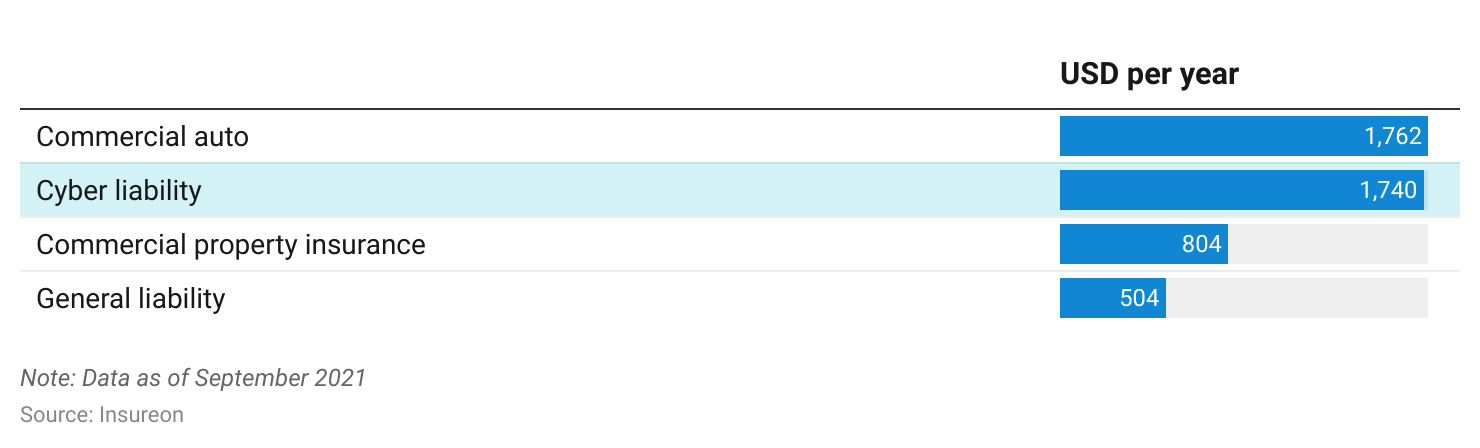 USD per year
Commercial auto 1,762
Cyber liability 1,740
Commercial property insurance 804
General liability 504
Note: Data as of September 2021
Source: Insureon